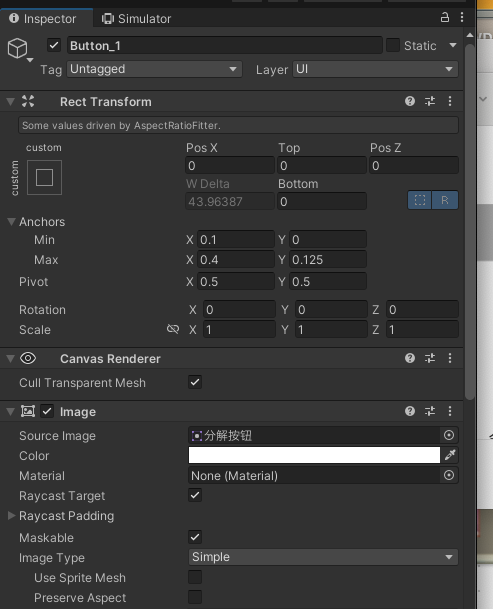 Inspector Simulator
Button_1 Static
Tag Untagged Layer UI
Rect Transform
Some values driven by AspectRatioFitter.
custom Pos X Top Pos Z
custom 0 0 0
W Delta Bottom
43.96387 0 R
Anchors
Min X 0.1 Y 0
Max X 0.4 Y 0.125
Pivot X 0.5 Y 0.5
Rotation X 0 Y 0 Z 0
Scale X 1 Y 1 Z 1
Canvas Renderer
Cull Transparent Mesh
Image
Source Image 分解按钮
Color
Material None (Material)
Raycast Target
Raycast Padding
Maskable
Image Type Simple
Use Sprite Mesh
Preserve Aspect